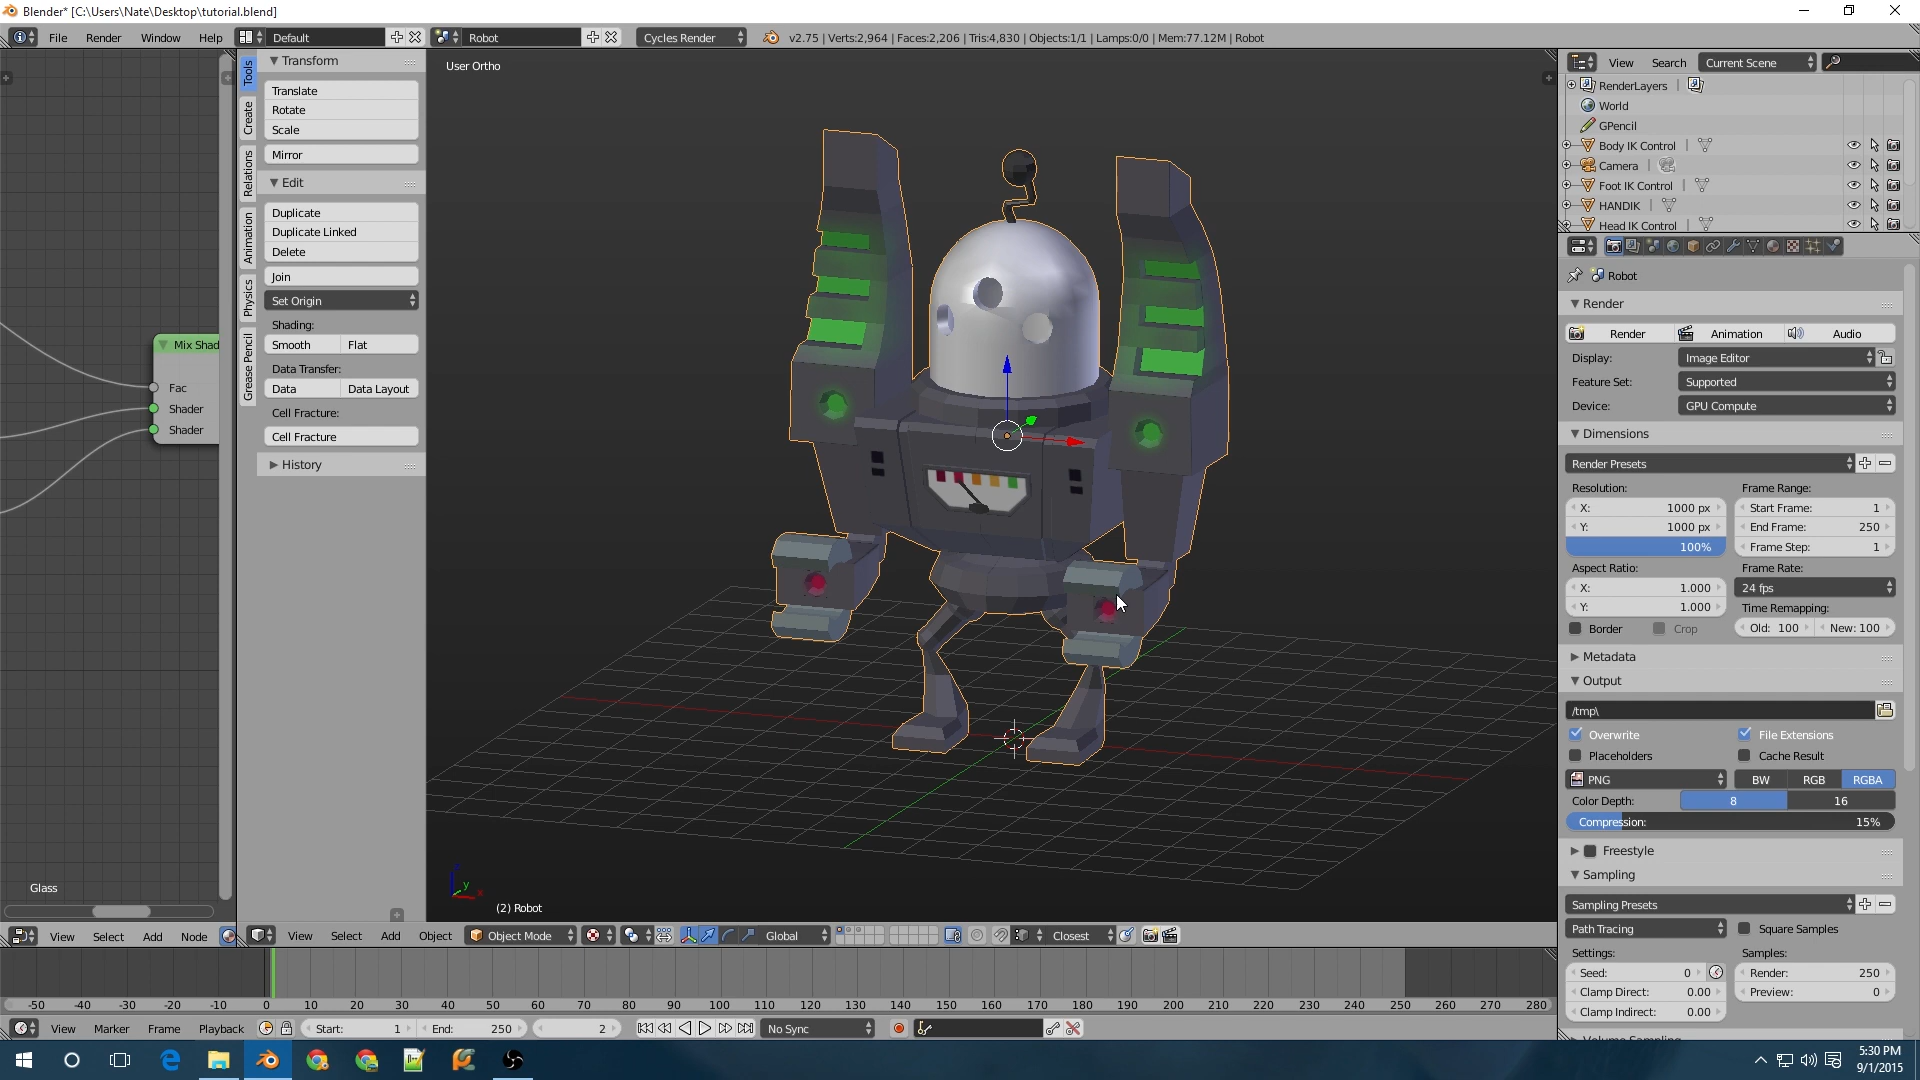 Blender* [C:\Users\Nate\Desktop\tutorial.blend]
File Render Window Help Default Robot Cycles Render v2.75 | Verts:2,964 | Faces:2,206 | Tris:4,830 | Objects:1/1 | Lamps:0/0 | Mem:77.12M | Robot
Mix Shad
Fac
Shader
Shader
Glass
View Select Add Node
Tools
Create
Relations
Animation
Physics
Grease Pencil
Transform
Translate
Rotate
Scale
Mirror
Edit
Duplicate
Duplicate Linked
Delete
Join
Set Origin
Shading:
Smooth Flat
Data Transfer:
Data Data Layout
Cell Fracture:
Cell Fracture
History
User Ortho
z
y
x
(2) Robot
View Select Add Object Object Mode Global Closest
View Search Current Scene
RenderLayers
World
GPencil
Body IK Control
Camera
Foot IK Control
HANDIK
Head IK Control
Robot
Render
Render Animation Audio
Display: Image Editor
Feature Set: Supported
Device: GPU Compute
Dimensions
Render Presets
Resolution: Frame Range:
X: 1000 px Start Frame: 1
Y: 1000 px End Frame: 250
100% Frame Step: 1
Aspect Ratio: Frame Rate:
X: 1.000 24 fps
Y: 1.000 Time Remapping:
Border Crop Old: 100 New: 100
Metadata
Output
/tmp\
Overwrite File Extensions
Placeholders Cache Result
PNG BW RGB RGBA
Color Depth: 8 16
Compression: 15%
Freestyle
Sampling
Sampling Presets
Path Tracing Square Samples
Settings: Samples:
Seed: 0 Render: 250
Clamp Direct: 0.00 Preview: 0
Clamp Indirect: 0.00
-50 -40 -30 -20 -10 0 10 20 30 40 50 60 70 80 90 100 110 120 130 140 150 160 170 180 190 200 210 220 230 240 250 260 270 280
View Marker Frame Playback Start: 1 End: 250 2 No Sync
5:30 PM
9/1/2015